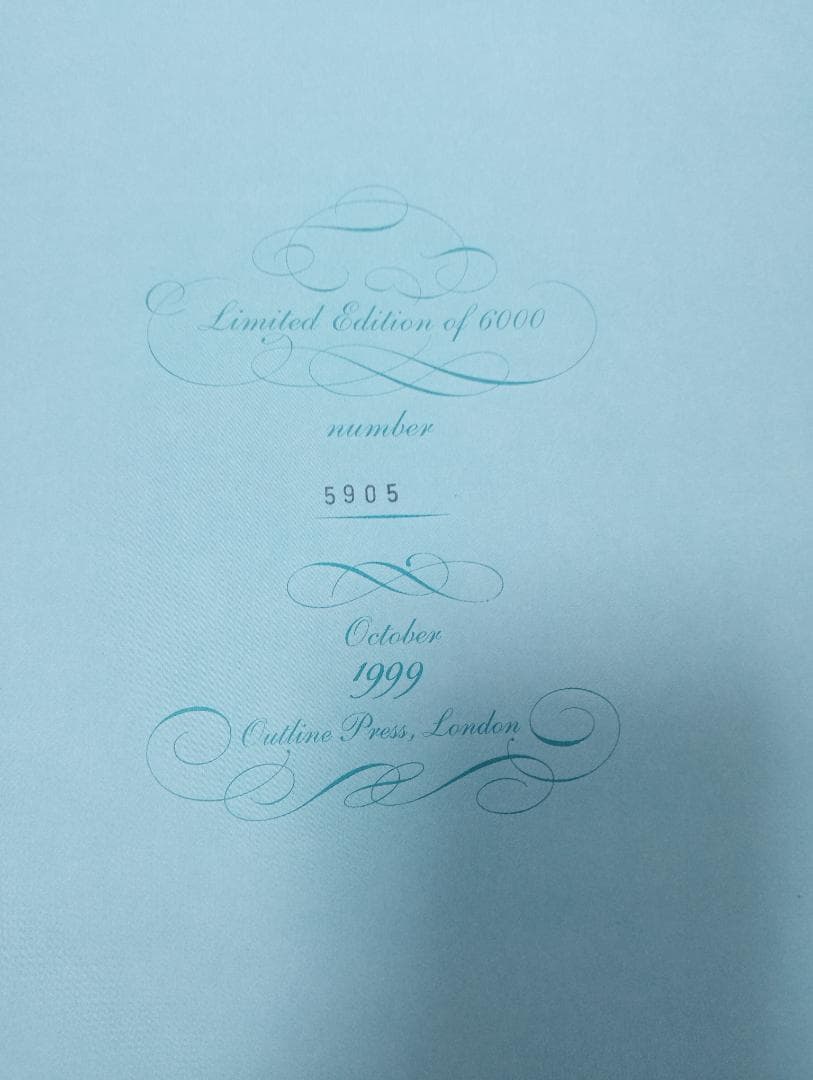 Limited Edition of 6000
number
5905
October
1999
Outline Press, London